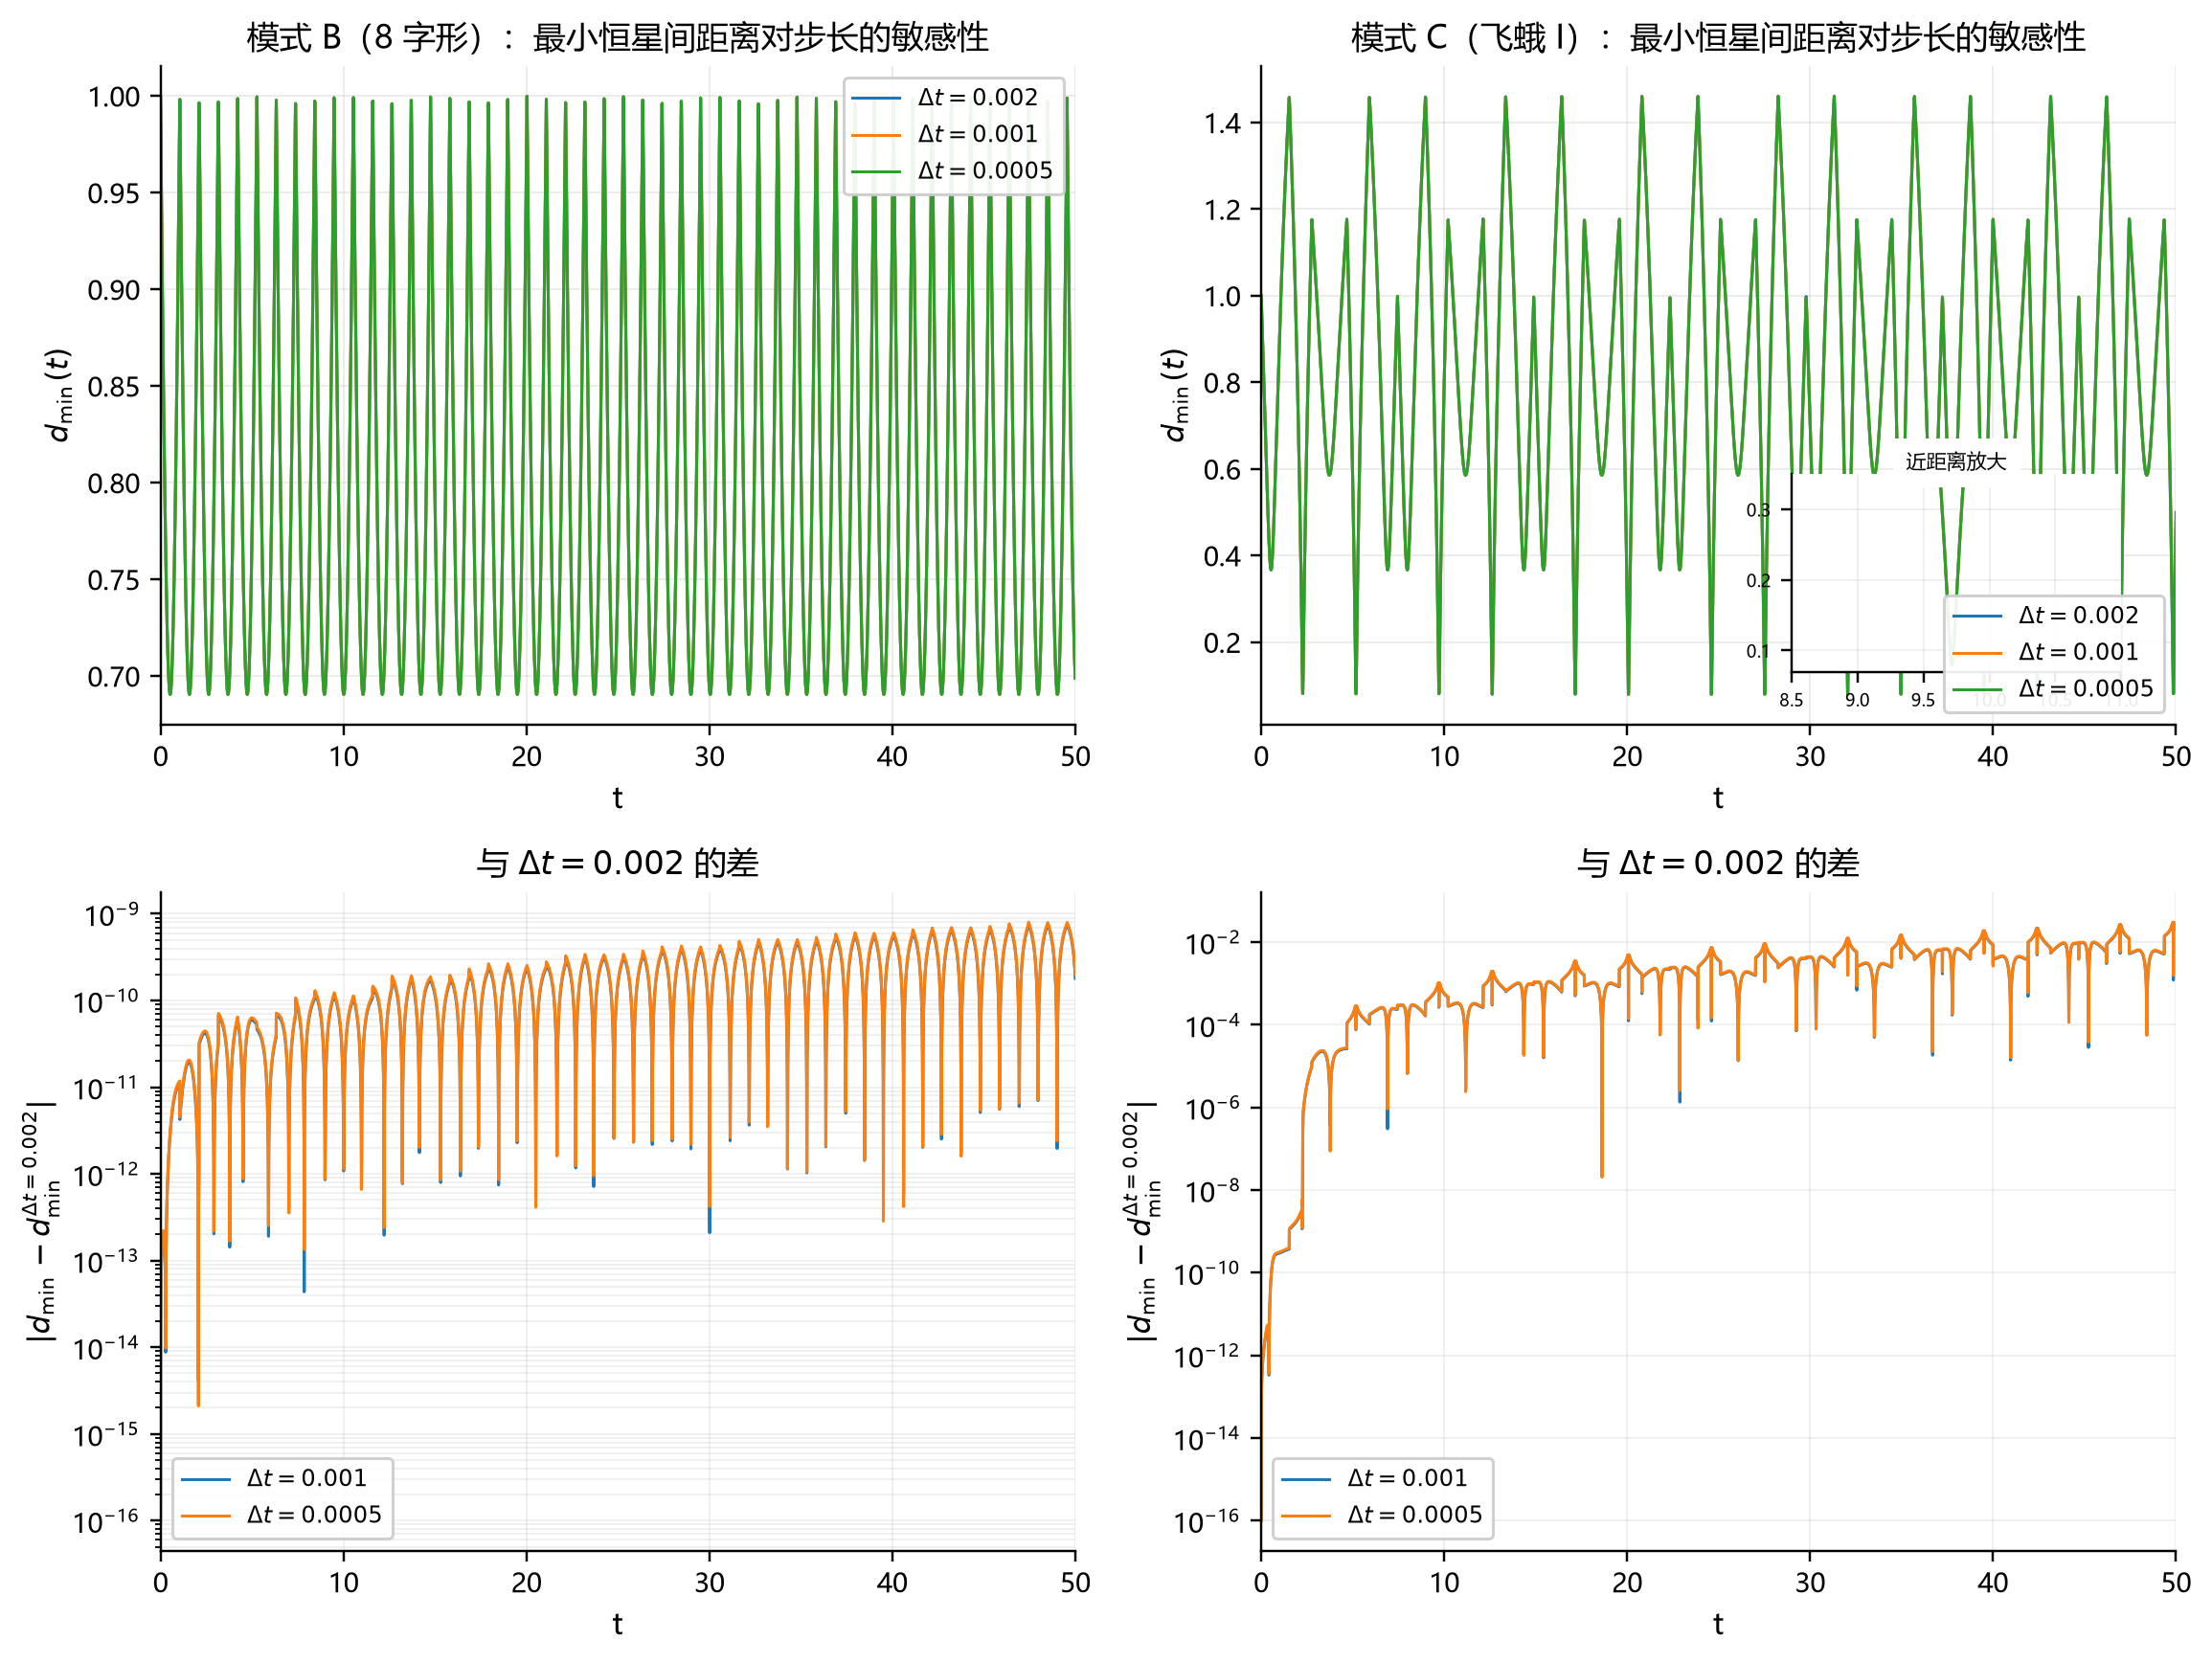 模式 B（8 字形）：最小恒星间距离对步长的敏感性
1.00
0.95
0.90
0.85
0.80
0.75
0.70
d_min(t)
Δt = 0.002
Δt = 0.001
Δt = 0.0005
0 10 20 30 40 50
t
模式 C（飞蛾 I）：最小恒星间距离对步长的敏感性
1.4
1.2
1.0
0.8
0.6
0.4
0.2
d_min(t)
近距离放大
0.3
0.2
0.1
8.5 9.0 9.5 10.0 10.5 11.0
Δt = 0.002
Δt = 0.001
Δt = 0.0005
0 10 20 30 40 50
t
与 Δt = 0.002 的差
10⁻⁹
10⁻¹⁰
10⁻¹¹
10⁻¹²
10⁻¹³
10⁻¹⁴
10⁻¹⁵
10⁻¹⁶
|d_min − d_min^Δt = 0.002|
Δt = 0.001
Δt = 0.0005
0 10 20 30 40 50
t
与 Δt = 0.002 的差
10⁻²
10⁻⁴
10⁻⁶
10⁻⁸
10⁻¹⁰
10⁻¹²
10⁻¹⁴
10⁻¹⁶
|d_min − d_min^Δt = 0.002|
Δt = 0.001
Δt = 0.0005
0 10 20 30 40 50
t